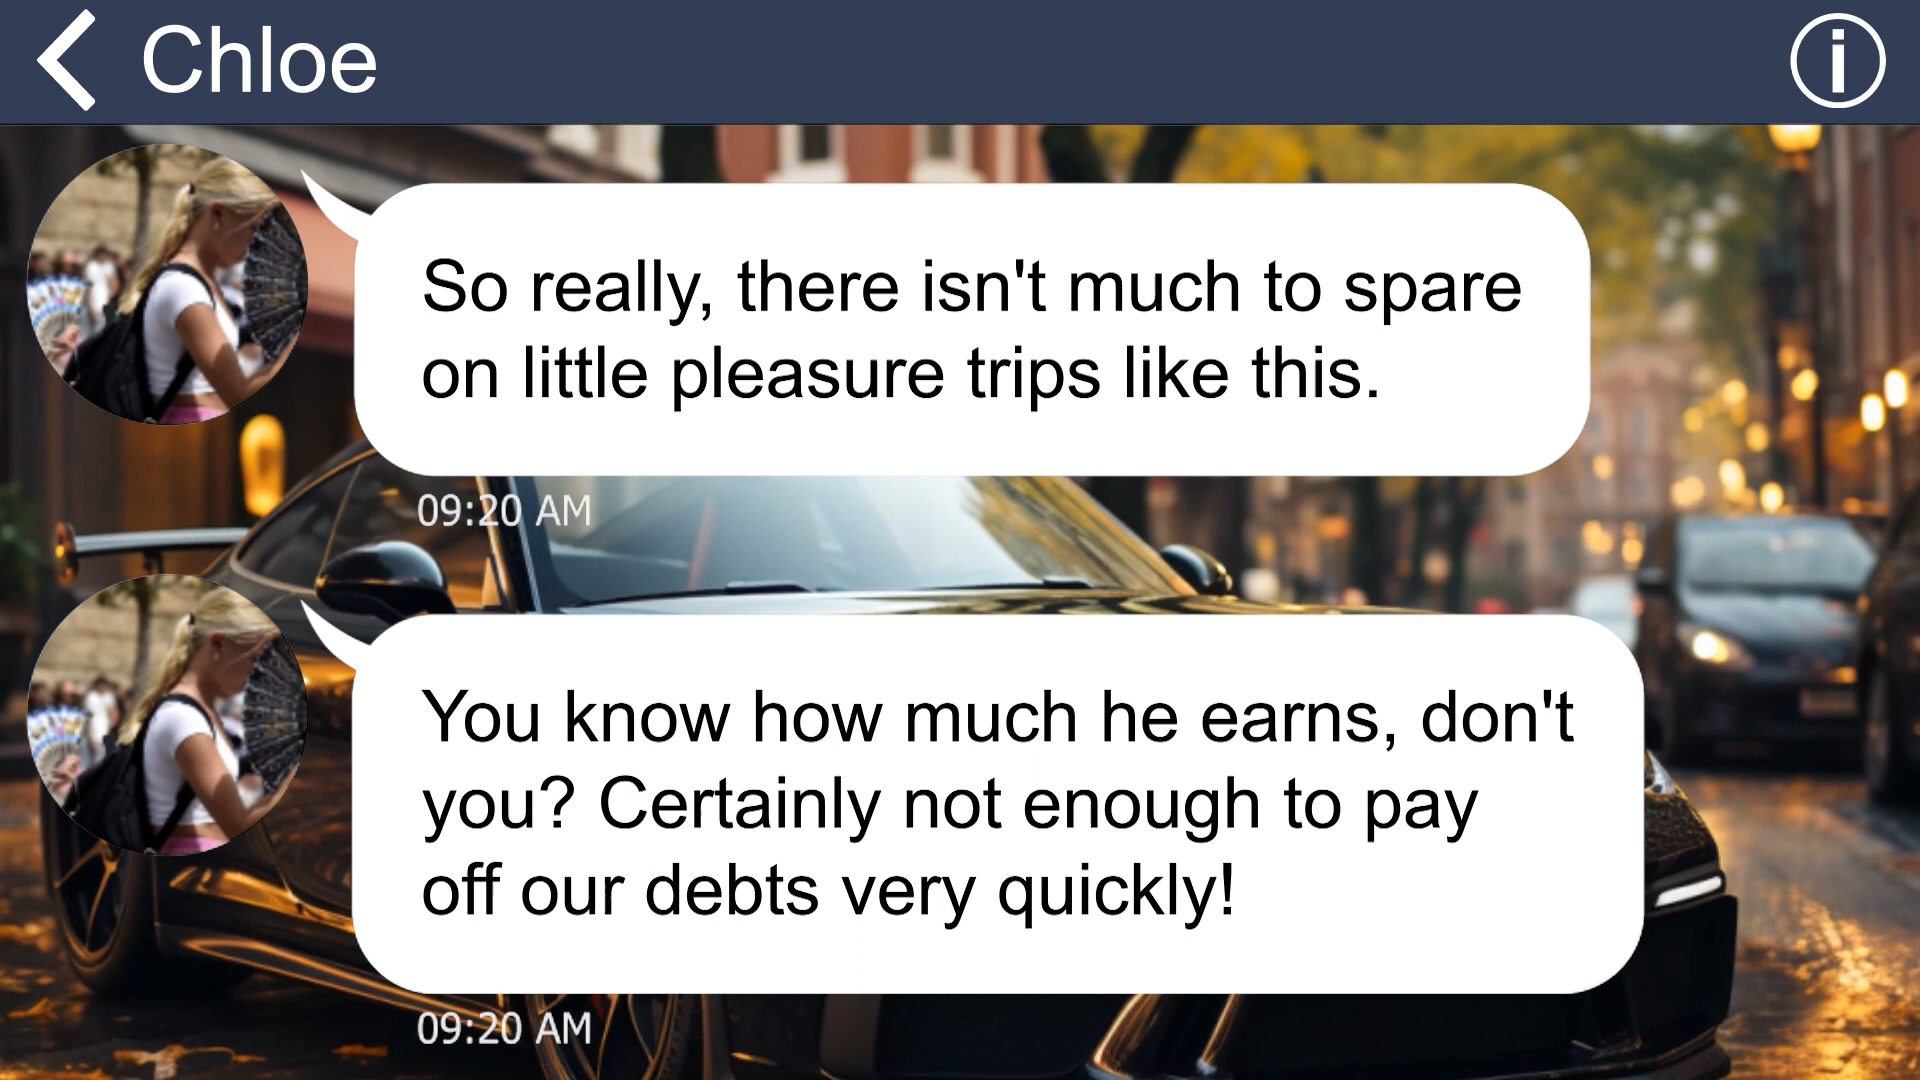 Chloe
So really, there isn't much to spare
on little pleasure trips like this.
09:20 AM
You know how much he earns, don't
you? Certainly not enough to pay
off our debts very quickly!
09:20 AM